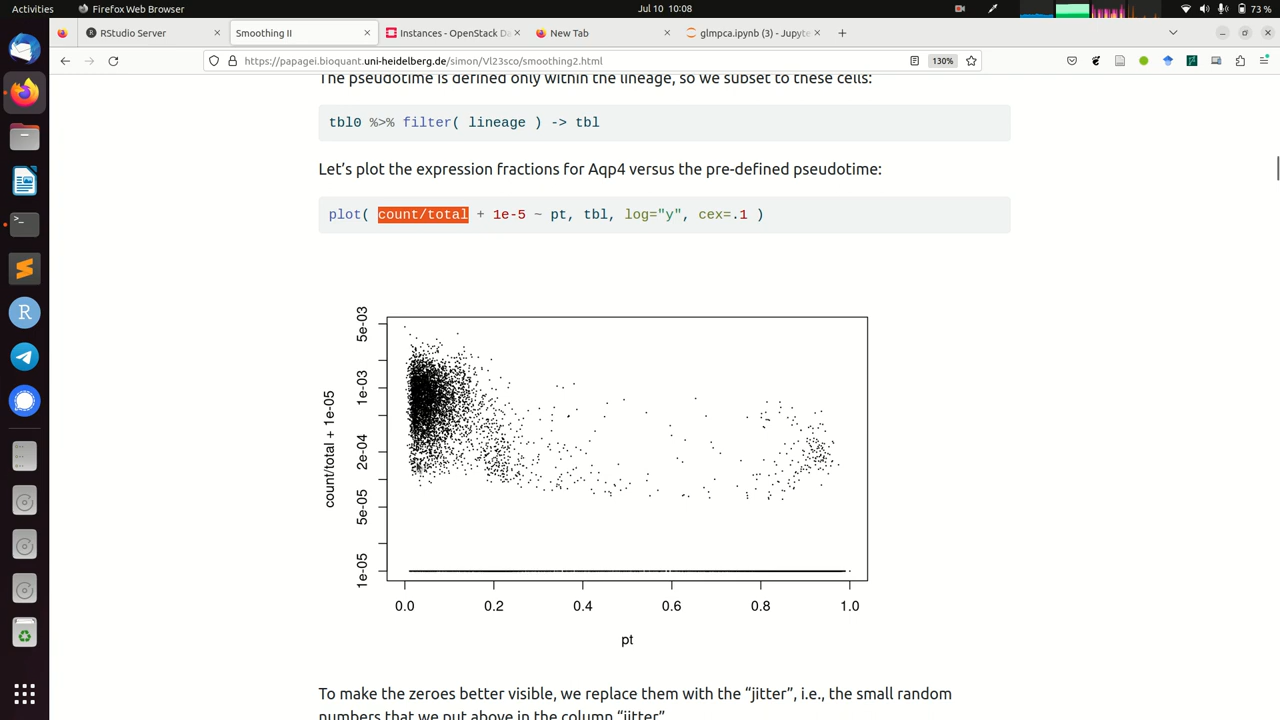 Activities
Firefox Web Browser
Jul 10 10:08
73 %
RStudio Server
Smoothing II
Instances - OpenStack Da
New Tab
glmpca.ipynb (3) - Jupyte
https://papagei.bioquant.uni-heidelberg.de/simon/Vl23sco/smoothing2.html
130%
The pseudotime is defined only within the lineage, so we subset to these cells:
tbl0 %>% filter( lineage ) -> tbl
Let’s plot the expression fractions for Aqp4 versus the pre-defined pseudotime:
plot( count/total + 1e-5 ~ pt, tbl, log="y", cex=.1 )
count/total + 1e-05
5e-03
1e-03
2e-04
5e-05
1e-05
0.0 0.2 0.4 0.6 0.8 1.0
pt
To make the zeroes better visible, we replace them with the “jitter”, i.e., the small random
numbers that we put above in the column “jitter”